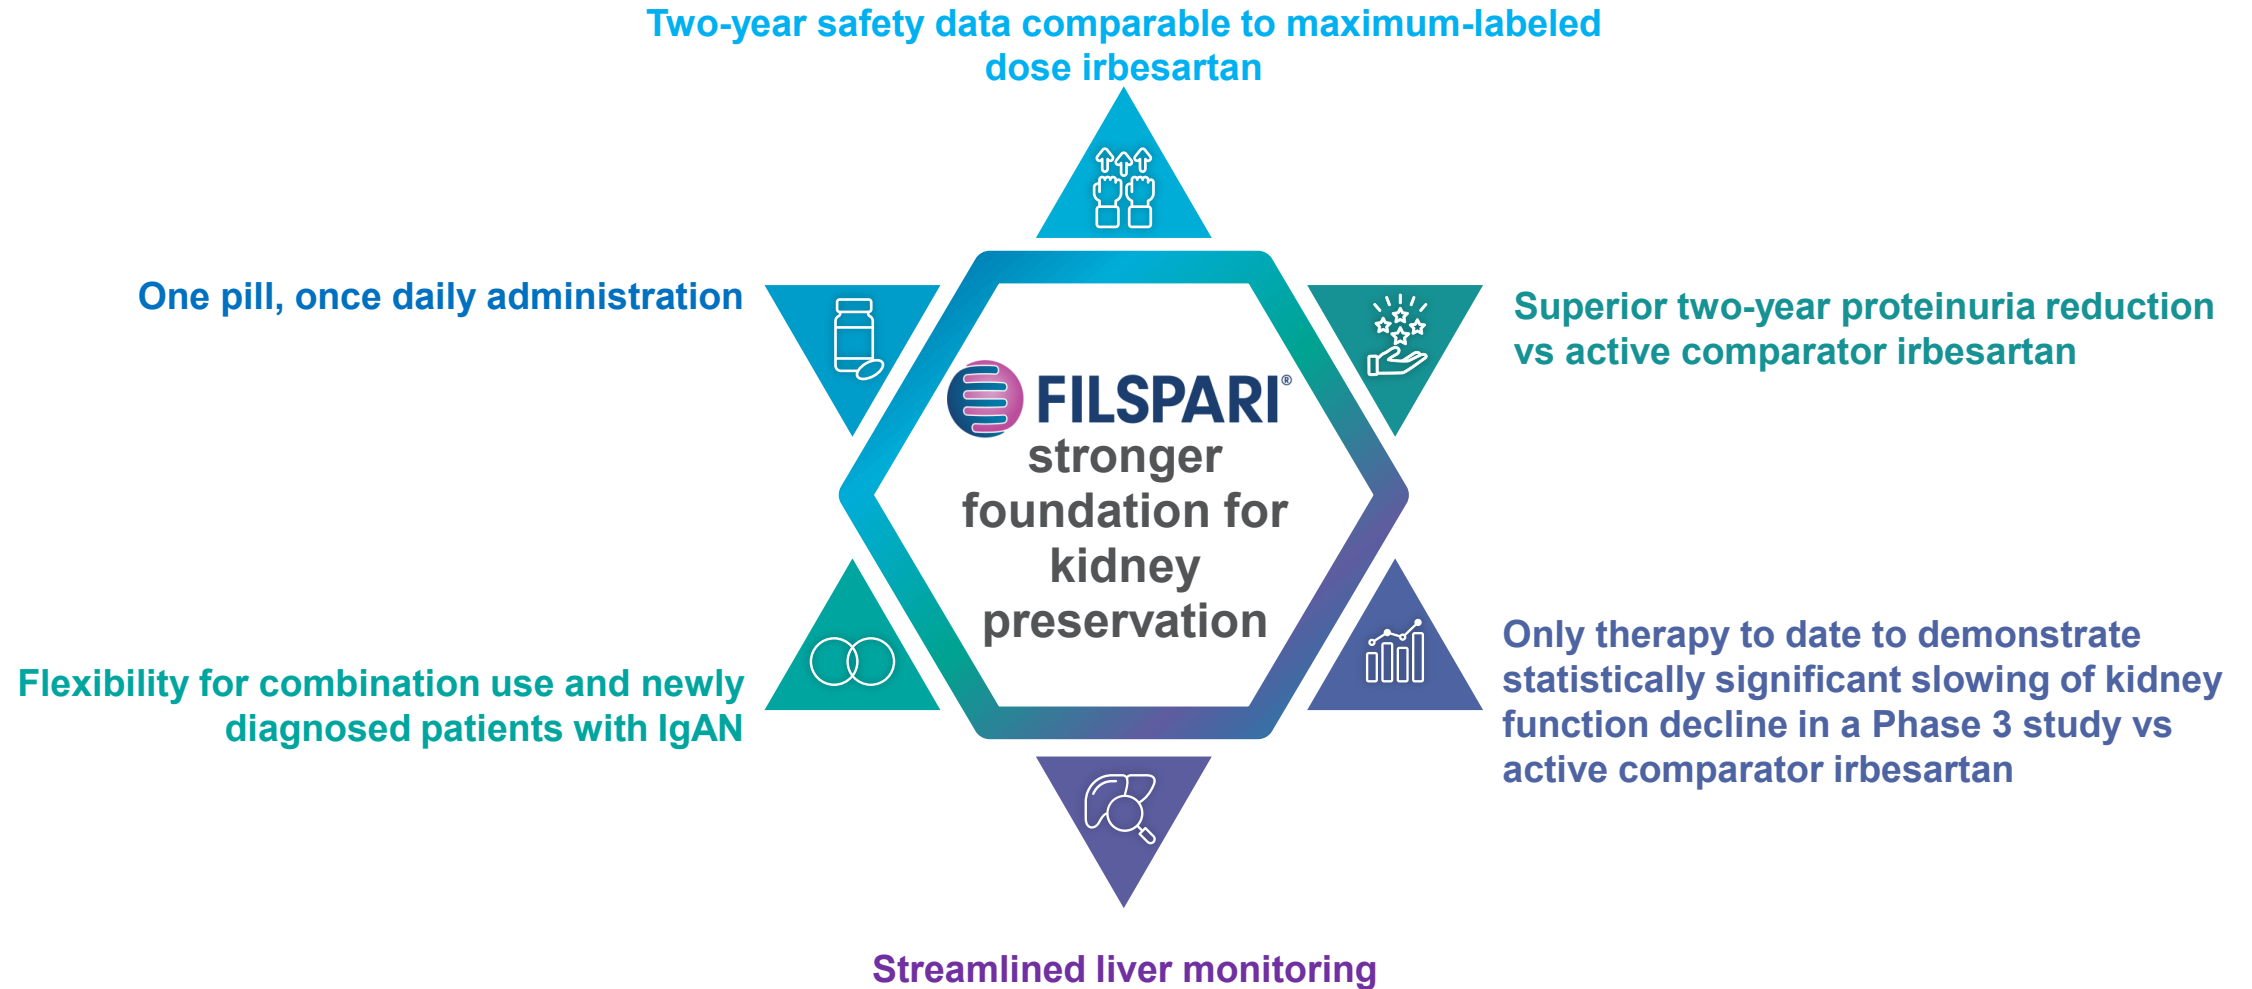 Two-year safety data comparable to maximum-labeled
dose irbesartan
One pill, once daily administration
Superior two-year proteinuria reduction
vs active comparator irbesartan
FILSPARI®
stronger
foundation for
kidney
preservation
Flexibility for combination use and newly
diagnosed patients with IgAN
Only therapy to date to demonstrate
statistically significant slowing of kidney
function decline in a Phase 3 study vs
active comparator irbesartan
Streamlined liver monitoring